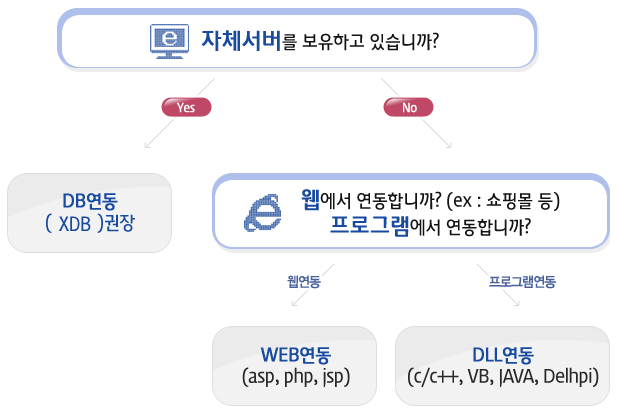 자체서버를 보유하고 있습니까?
Yes
No
DB연동
( XDB )권장
웹에서 연동합니까? (ex : 쇼핑몰 등)
프로그램에서 연동합니까?
웹연동
프로그램연동
WEB연동
(asp, php, jsp)
DLL연동
(c/c++, VB, JAVA, Delhpi)